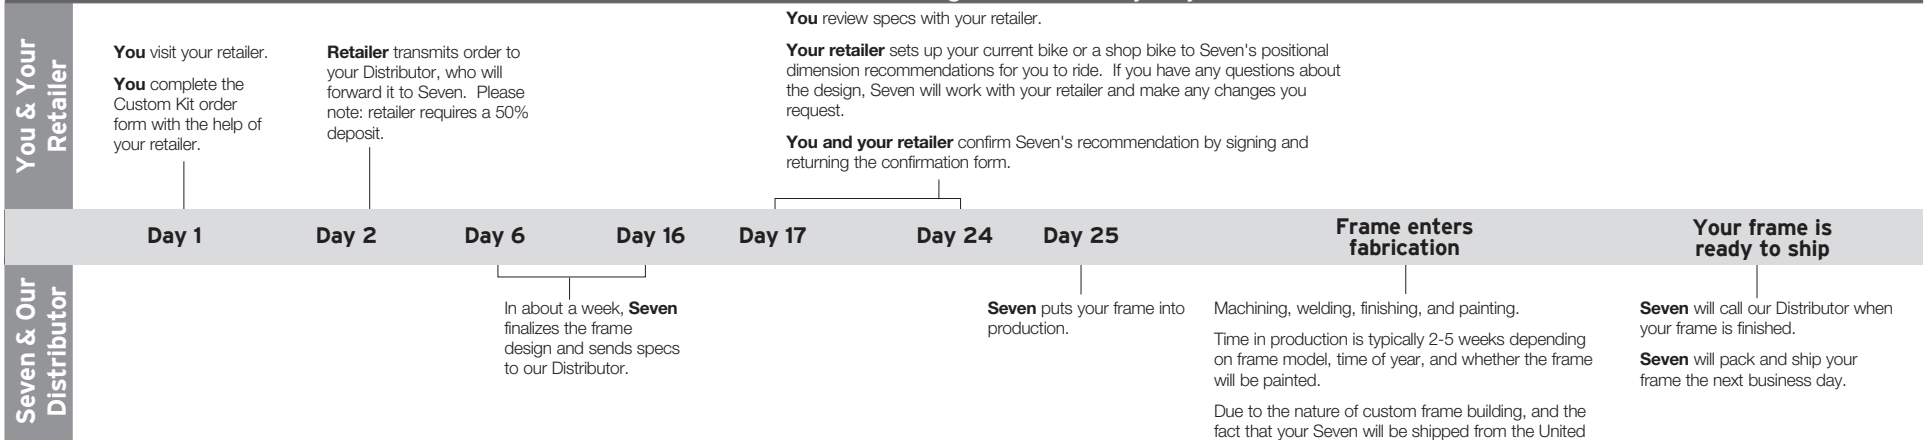 You & Your
Retailer
You visit your retailer.
You complete the
Custom Kit order
form with the help of
your retailer.
Retailer transmits order to
your Distributor, who will
forward it to Seven. Please
note: retailer requires a 50%
deposit.
You review specs with your retailer.
Your retailer sets up your current bike or a shop bike to Seven's positional
dimension recommendations for you to ride. If you have any questions about
the design, Seven will work with your retailer and make any changes you
request.
You and your retailer confirm Seven's recommendation by signing and
returning the confirmation form.
Day 1
Day 2
Day 6
Day 16
Day 17
Day 24
Day 25
Frame enters
fabrication
Your frame is
ready to ship
Seven & Our
Distributor
In about a week, Seven
finalizes the frame
design and sends specs
to our Distributor.
Seven puts your frame into
production.
Machining, welding, finishing, and painting.
Time in production is typically 2-5 weeks depending
on frame model, time of year, and whether the frame
will be painted.
Due to the nature of custom frame building, and the
fact that your Seven will be shipped from the United
Seven will call our Distributor when
your frame is finished.
Seven will pack and ship your
frame the next business day.